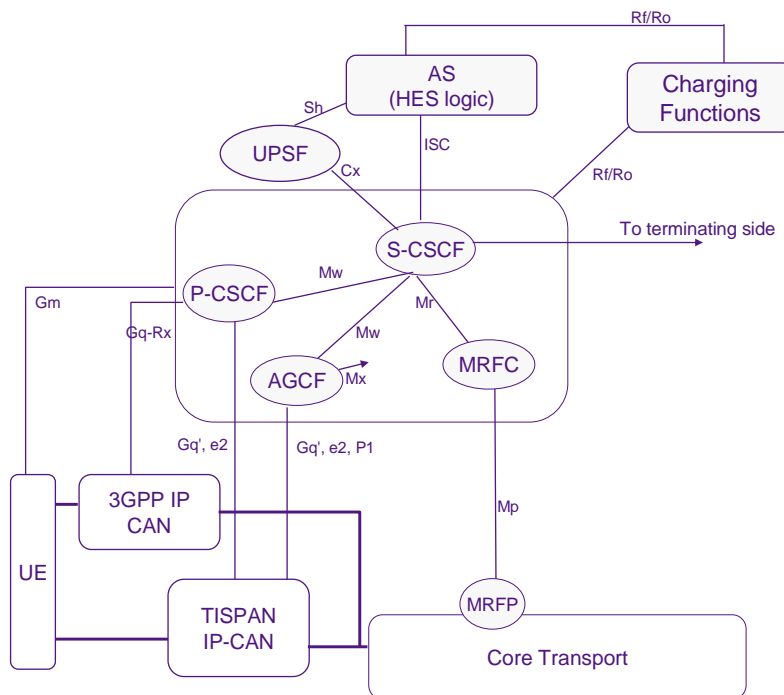 Rf/Ro
AS
(HES logic)
Charging
Functions
Sh
UPSF
ISC
Cx
Rf/Ro
To terminating side
S-CSCF
P-CSCF
Mw
Gm
Mr
Gq-Rx
Mw
MRFC
AGCF
Mx
Gq', e2
Gq', e2, P1
3GPP IP
CAN
Mp
UE
MRFP
TISPAN
IP-CAN
Core Transport